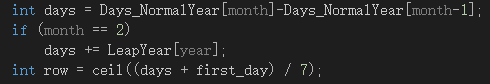 int days = Days_NormalYear[month]-Days_NormalYear[month-1];
if (month == 2)
days += LeapYear[year];
int row = ceil((days + first_day) / 7);